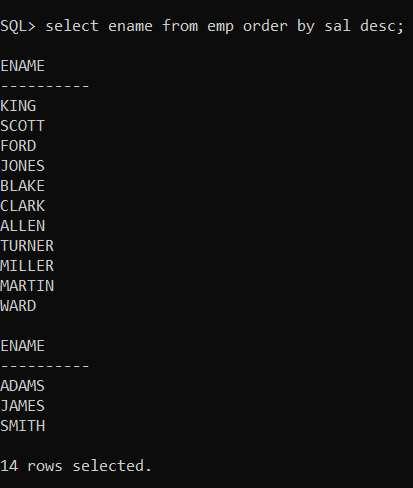 SQL> select ename from emp order by sal desc;
ENAME
----------
KING
SCOTT
FORD
JONES
BLAKE
CLARK
ALLEN
TURNER
MILLER
MARTIN
WARD
ENAME
----------
ADAMS
JAMES
SMITH
14 rows selected.